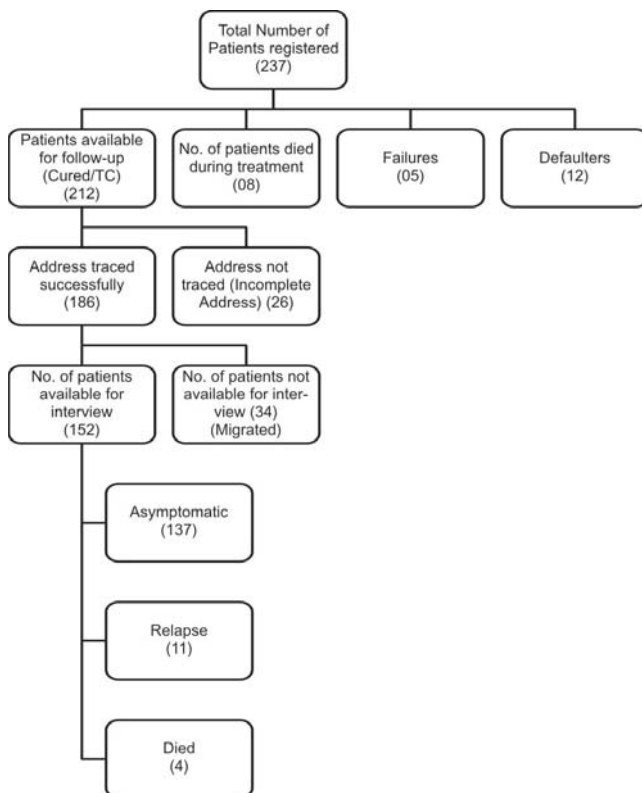 Total Number of
Patients registered
(237)
Patients available
for follow-up
(Cured/TC)
(212)
No. of patients died
during treatment
(08)
Failures
(05)
Defaulters
(12)
Address traced
successfully
(186)
Address not
traced (Incomplete
Address) (26)
No. of patients
available for
interview
(152)
No. of patients not
available for inter-
view (34)
(Migrated)
Asymptomatic
(137)
Relapse
(11)
Died
(4)